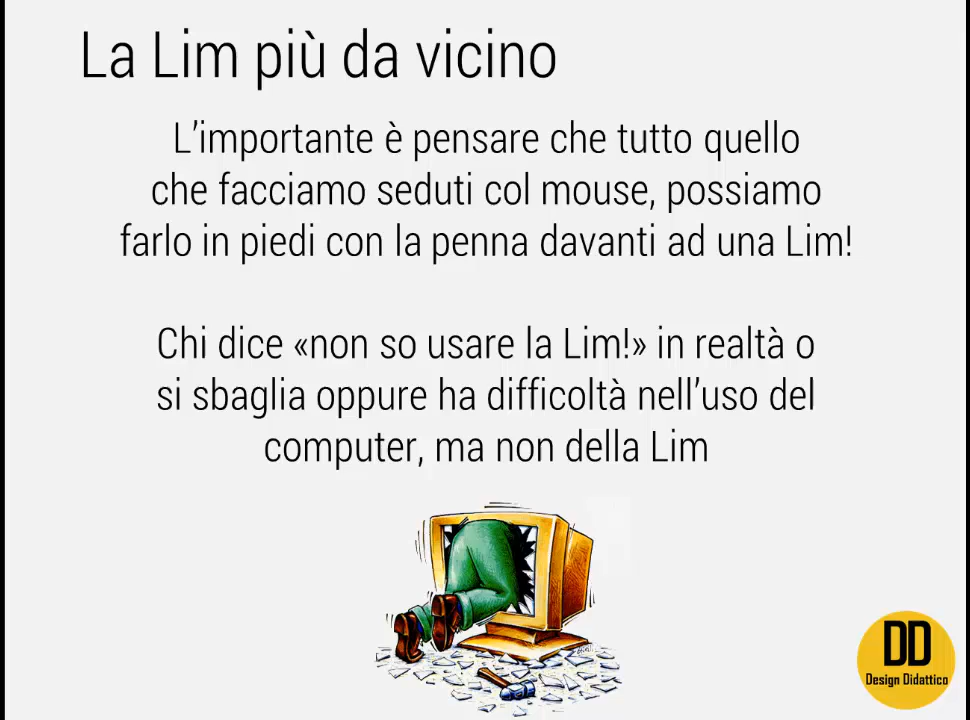 La Lim più da vicino
L’importante è pensare che tutto quello
che facciamo seduti col mouse, possiamo
farlo in piedi con la penna davanti ad una Lim!
Chi dice «non so usare la Lim!» in realtà o
si sbaglia oppure ha difficoltà nell’uso del
computer, ma non della Lim
DD
Design Didattico